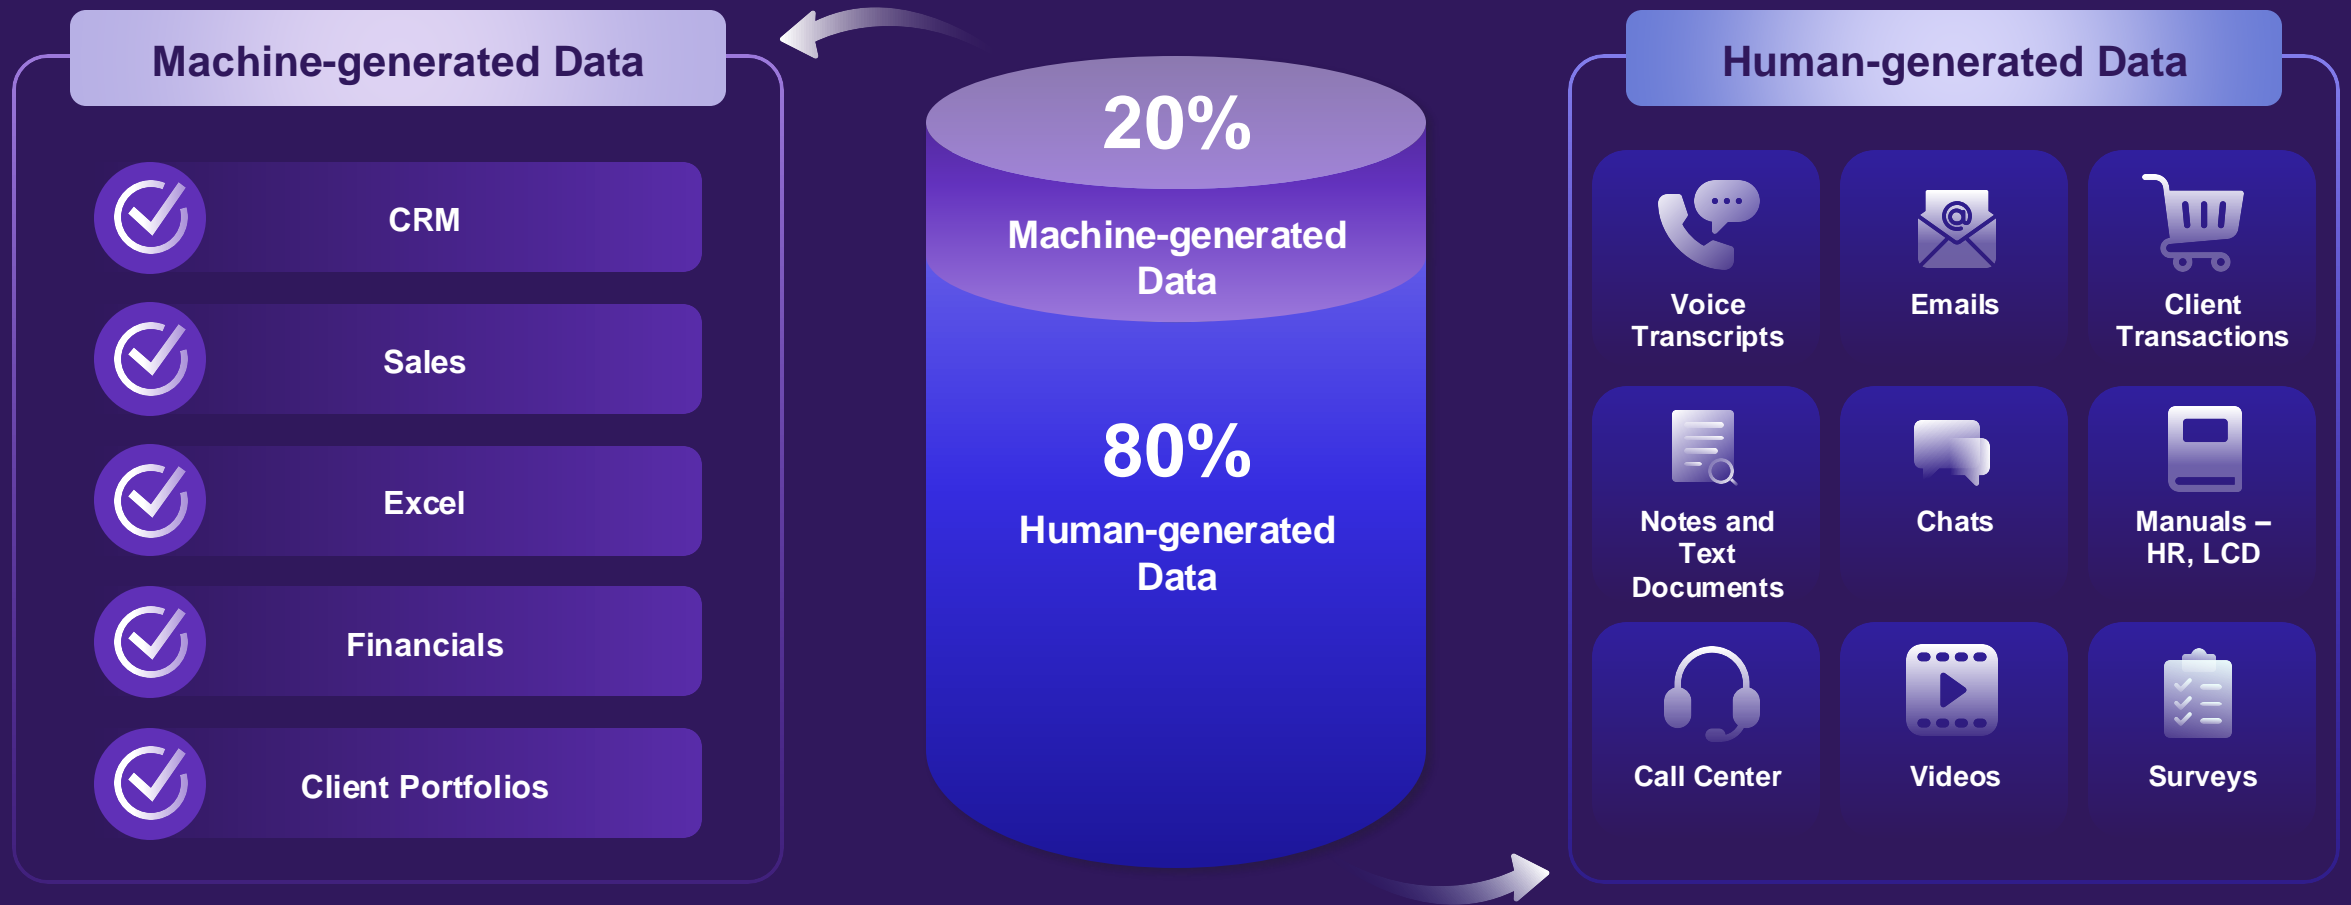 Machine-generated Data
CRM
Sales
Excel
Financials
Client Portfolios
20%
Machine-generated
Data
80%
Human-generated
Data
Human-generated Data
Voice
Transcripts
Emails
Client
Transactions
Notes and
Text
Documents
Chats
Manuals –
HR, LCD
Call Center
Videos
Surveys